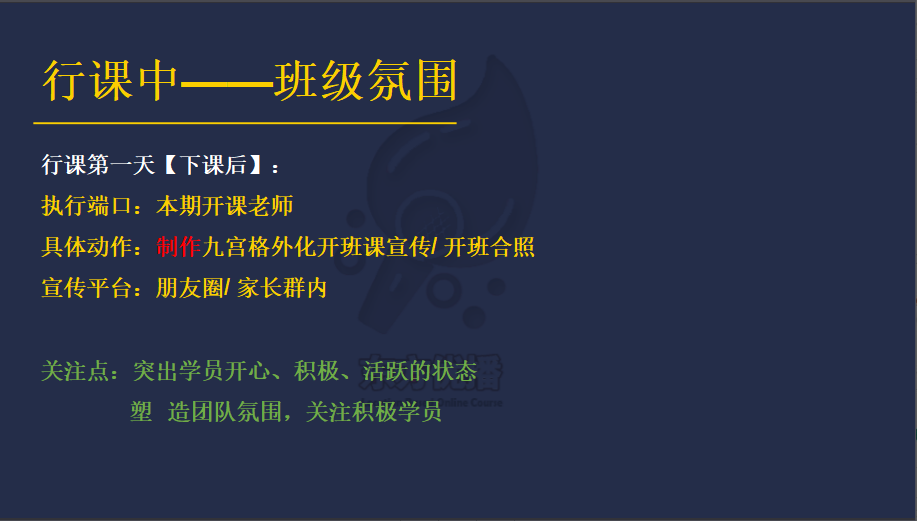 行课中——班级氛围
行课第一天【下课后】：
执行端口：本期开课老师
具体动作：制作九宫格外化开班课宣传/ 开班合照
宣传平台：朋友圈/ 家长群内
关注点：突出学员开心、积极、活跃的状态
塑 造团队氛围，关注积极学员